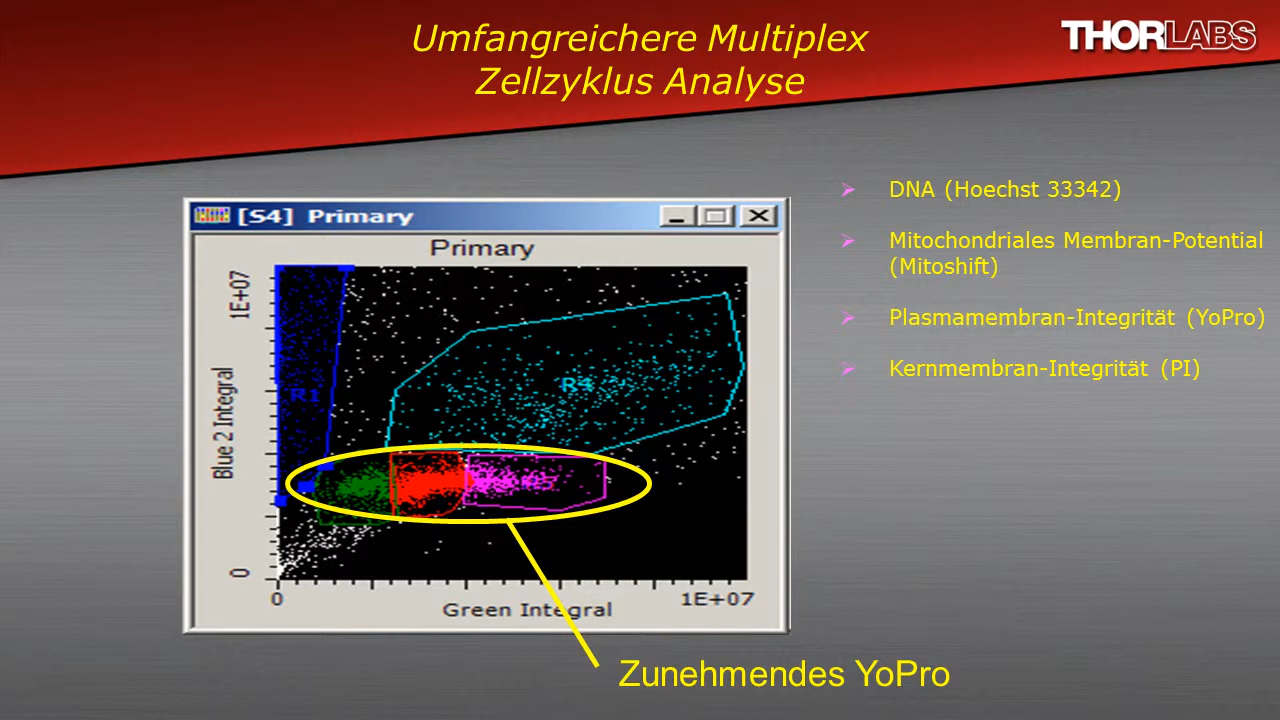 Umfangreichere Multiplex
Zellzyklus Analyse
THORLABS
DNA (Hoechst 33342)
Mitochondriales Membran-Potential
(Mitoshift)
Plasmamembran-Integrität (YoPro)
Kernmembran-Integrität (PI)
[S4] Primary
Primary
1E+07
Blue 2 Integral
0
R1
R4
0
Green Integral
1E+07
Zunehmendes YoPro